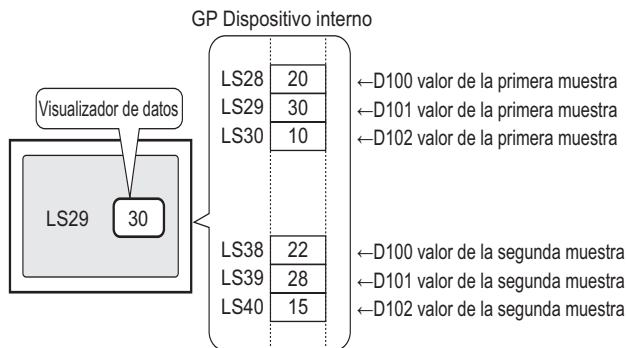 GP Dispositivo interno
LS28 20 ←D100 valor de la primera muestra
Visualizador de datos
LS29 30 ←D101 valor de la primera muestra
LS30 10 ←D102 valor de la primera muestra
LS29 30
LS38 22 ←D100 valor de la segunda muestra
LS39 28 ←D101 valor de la segunda muestra
LS40 15 ←D102 valor de la segunda muestra